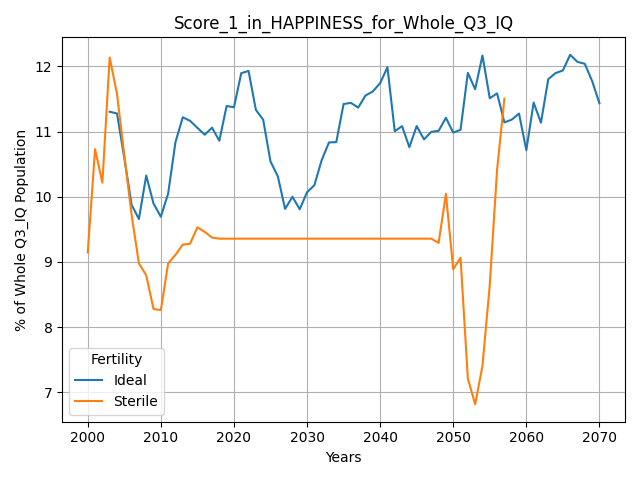 Score_1_in_HAPPINESS_for_Whole_Q3_IQ
% of Whole Q3_IQ Population
12
11
10
9
8
7
Fertility
Ideal
Sterile
2000 2010 2020 2030 2040 2050 2060 2070
Years